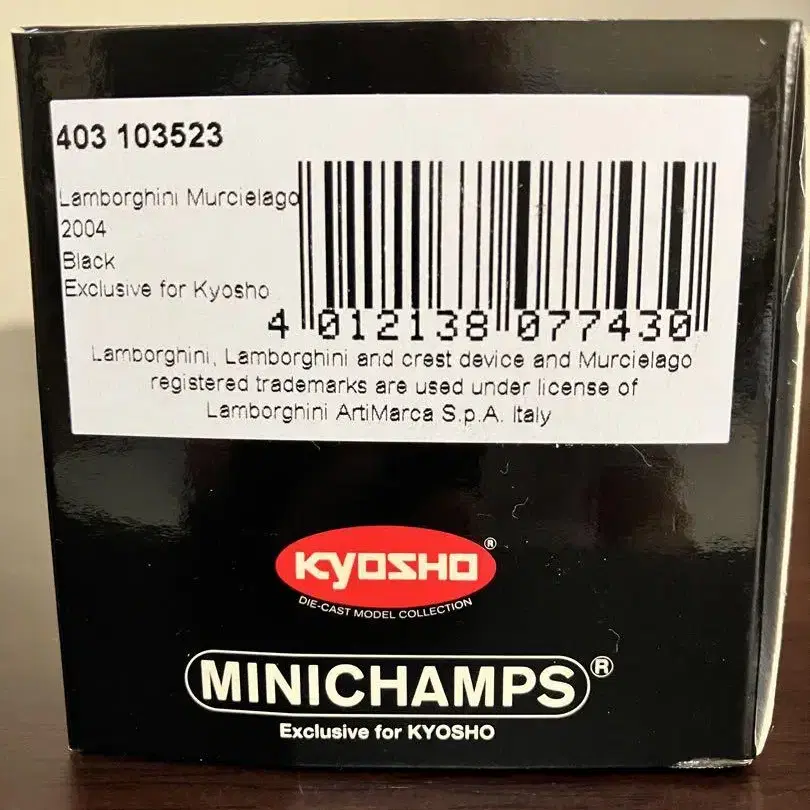 403 103523
Lamborghini Murcielago
2004
Black
Exclusive for Kyosho
4 012138 077430
Lamborghini, Lamborghini and crest device and Murcielago
registered trademarks are used under license of
Lamborghini ArtiMarca S.p.A. Italy
KYOSHO®
DIE-CAST MODEL COLLECTION
MINICHAMPS®
Exclusive for KYOSHO